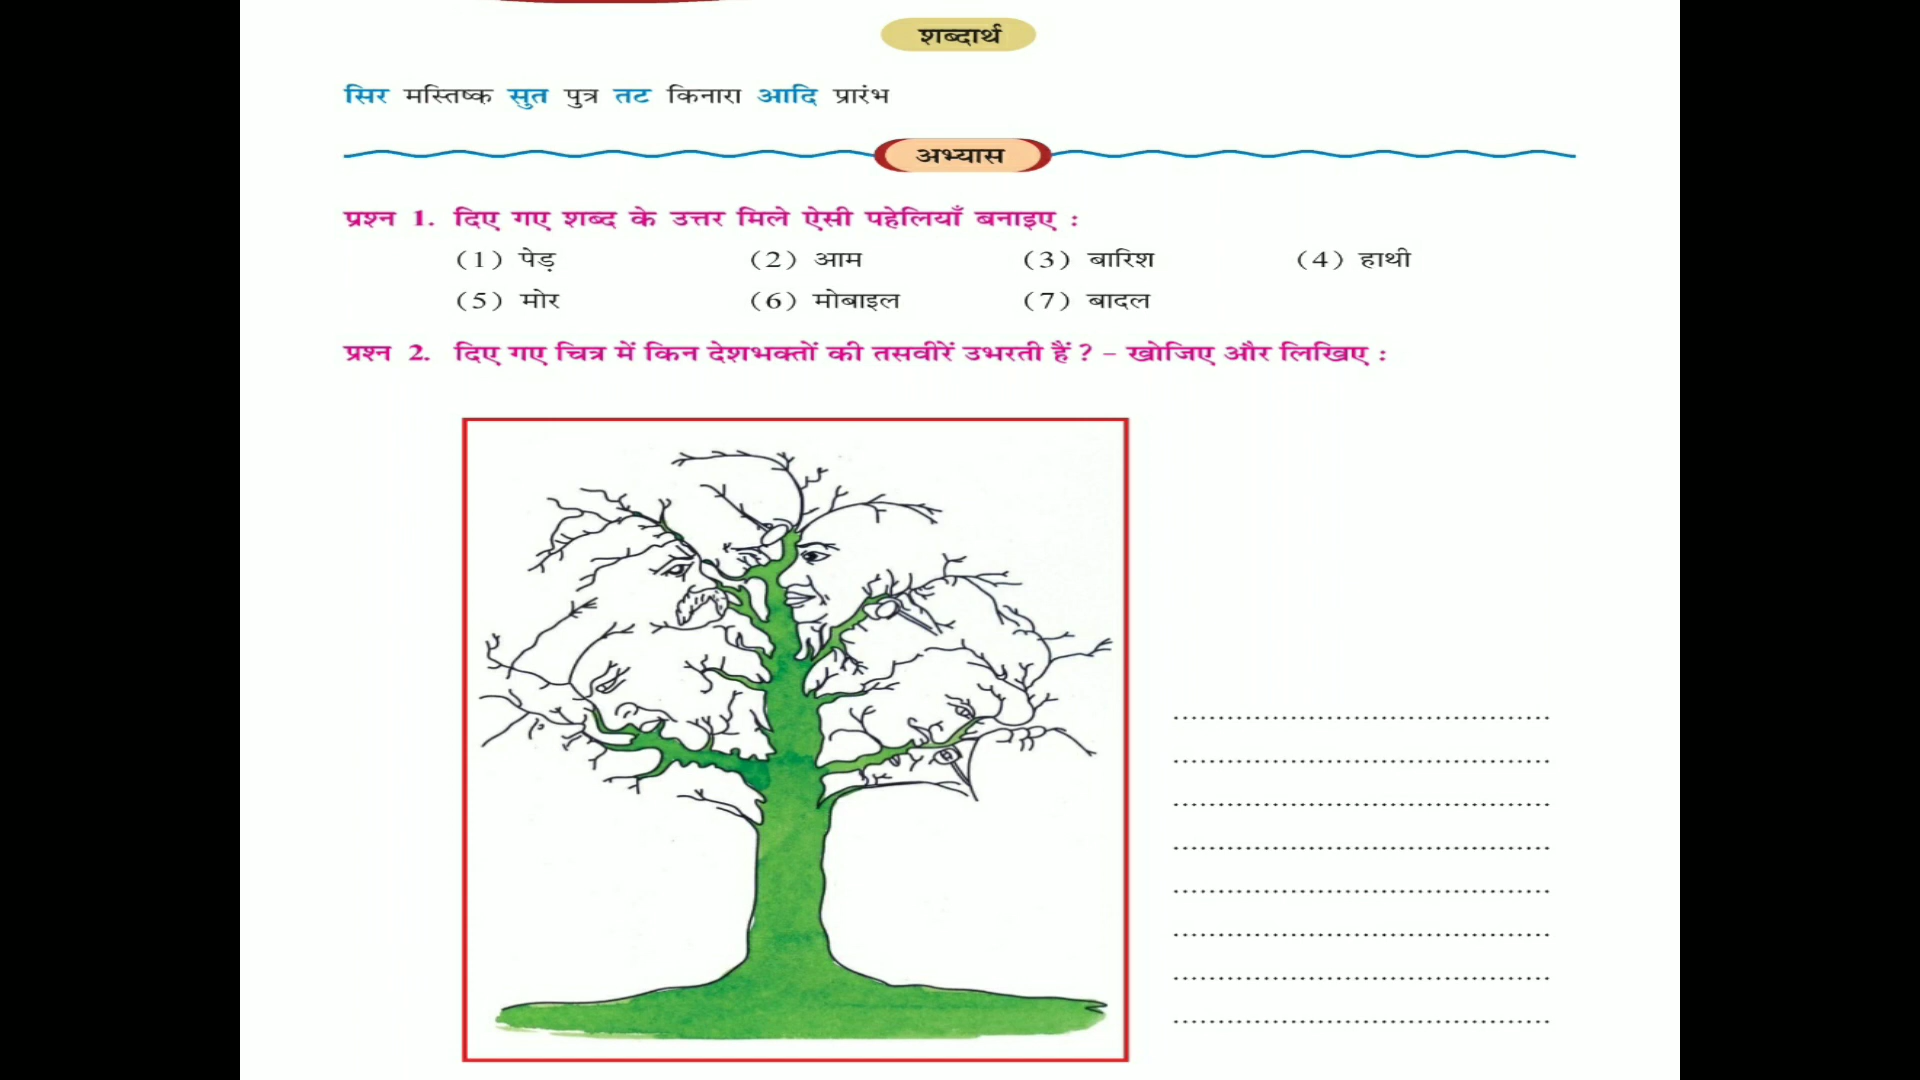 शब्दार्थ
सिर मस्तिष्क सुत पुत्र तट किनारा आदि प्रारंभ
अभ्यास
प्रश्न 1. दिए गए शब्द के उत्तर मिले ऐसी पहेलियाँ बनाइए :
(1) पेड़ (2) आम (3) बारिश (4) हाथी
(5) मोर (6) मोबाइल (7) बादल
प्रश्न 2. दिए गए चित्र में किन देशभक्तों की तसवीरें उभरती हैं ? – खोजिए और लिखिए :